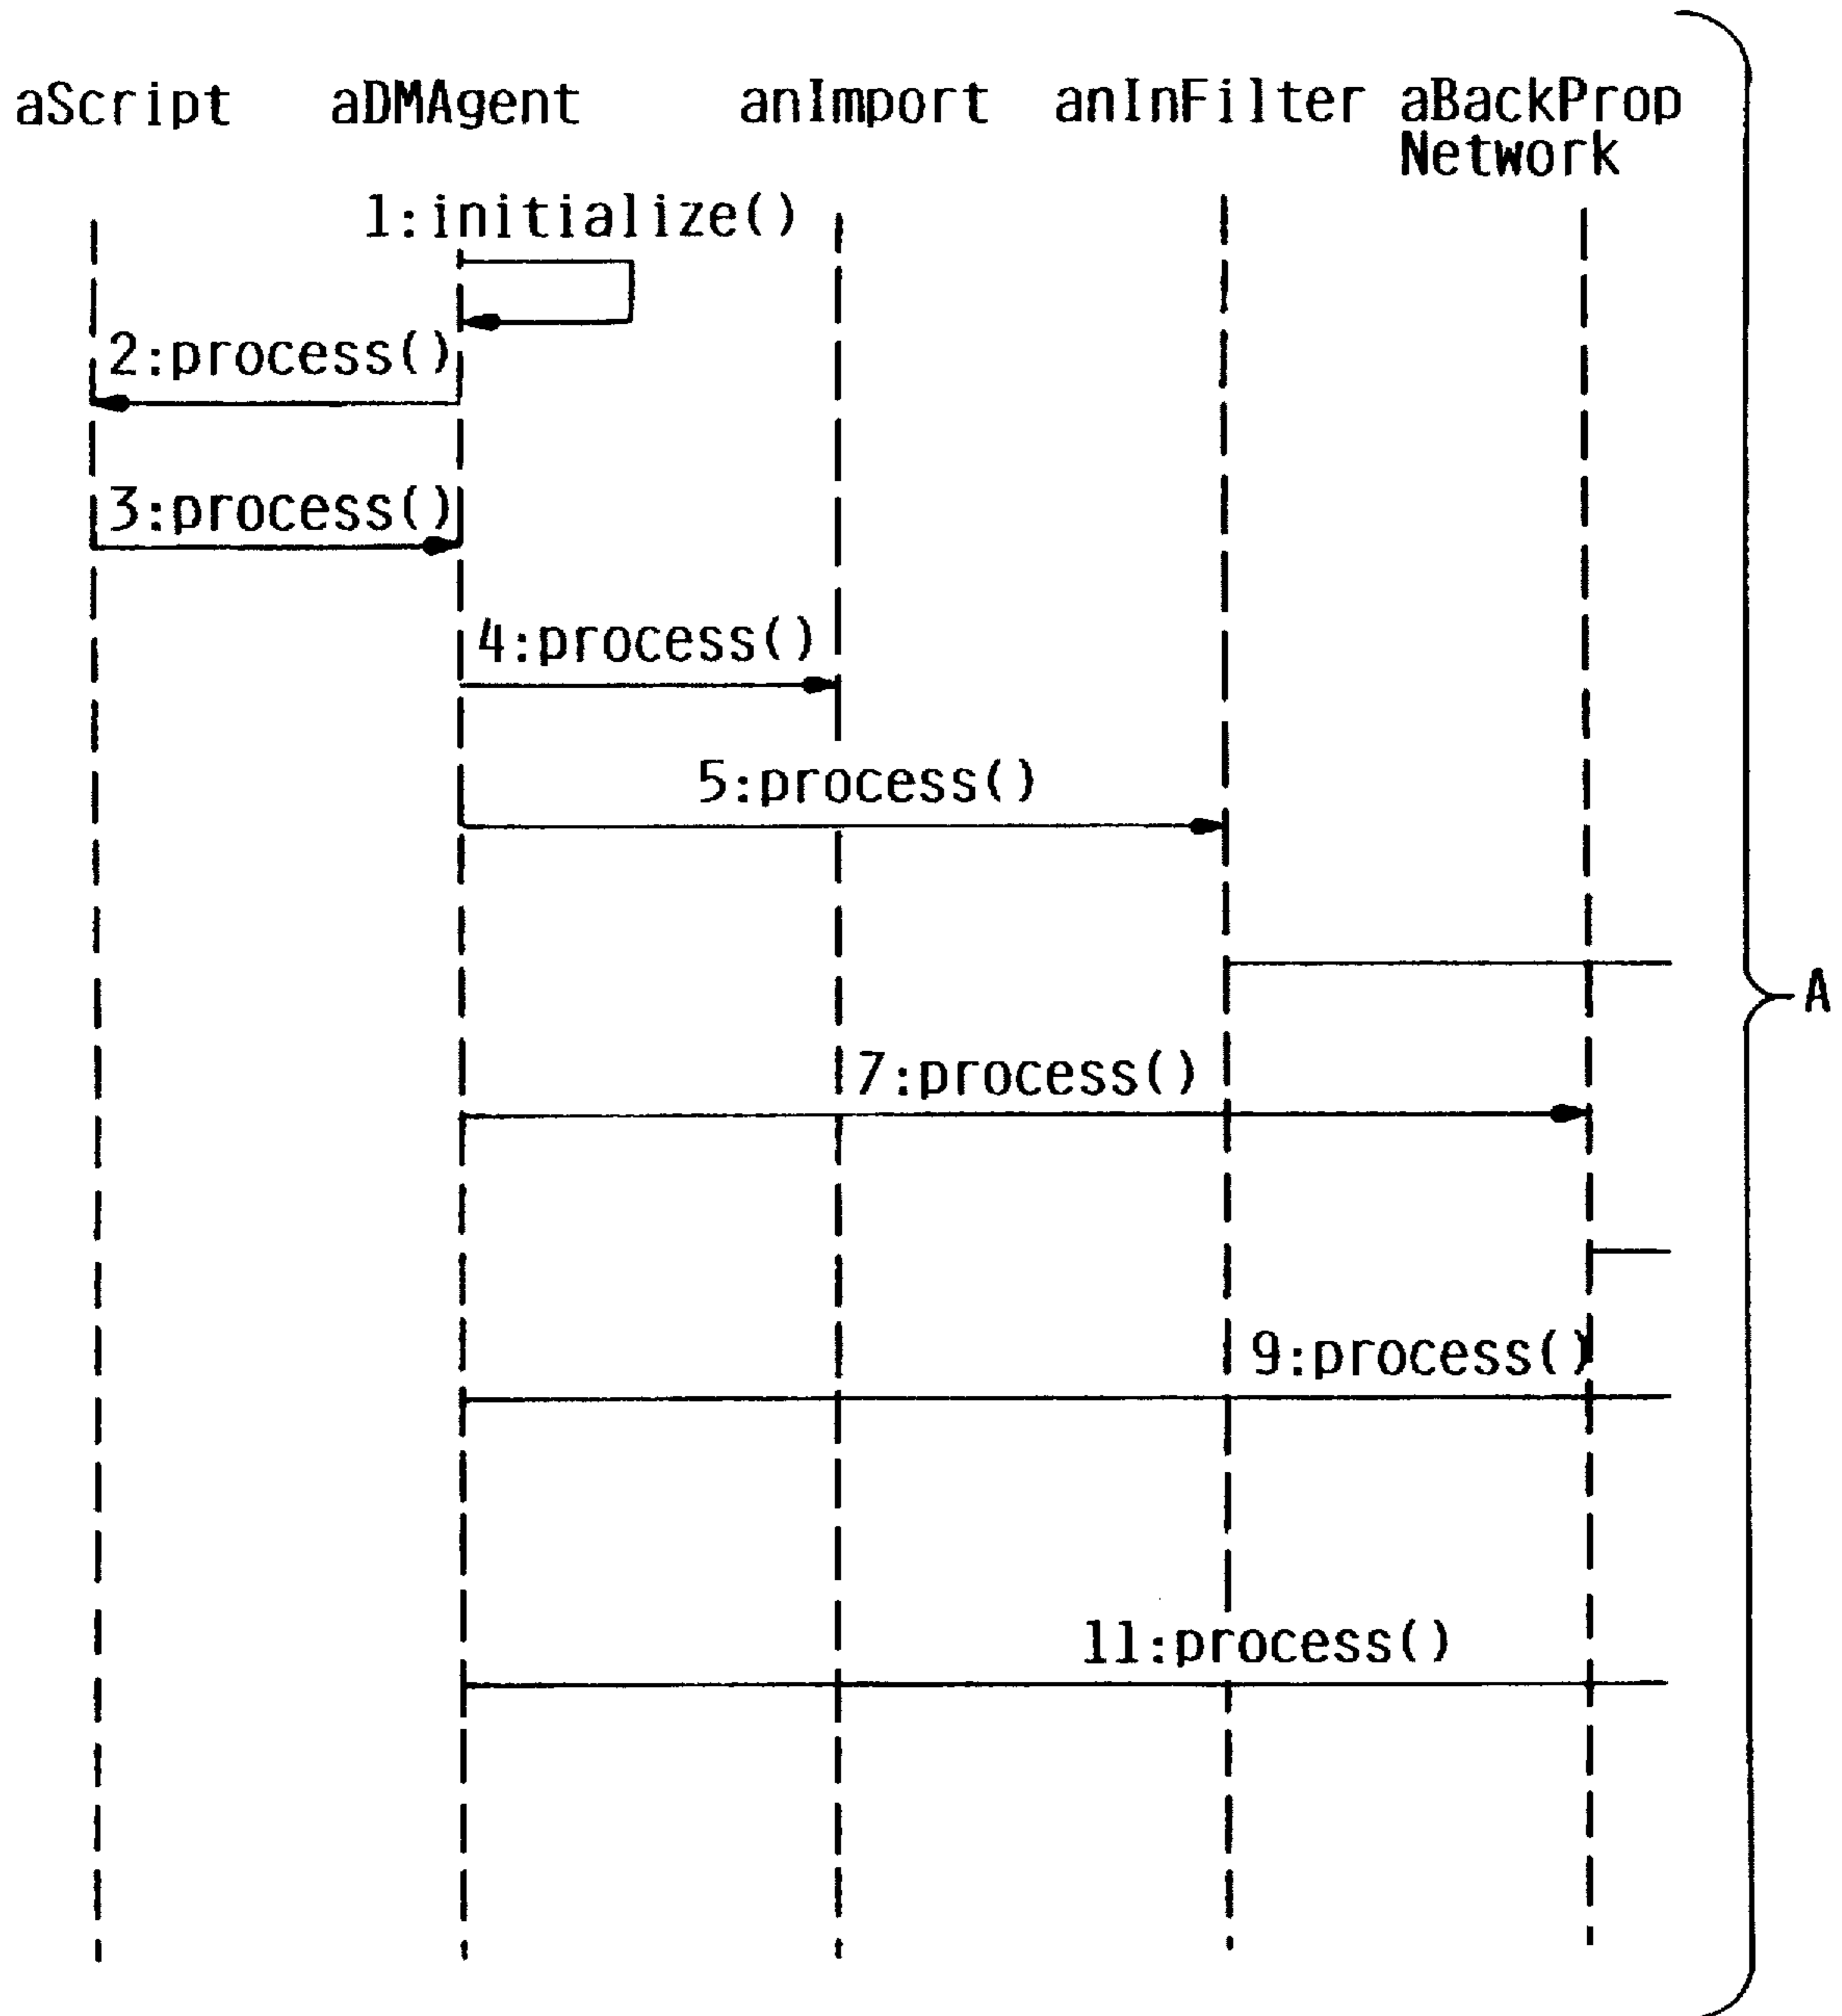 aScript aDMAgent anImport anInFilter aBackProp
Network
1:initialize()
2:process()
3:process()
4:process()
5:process()
A
7:process()
9:process()
11:process()